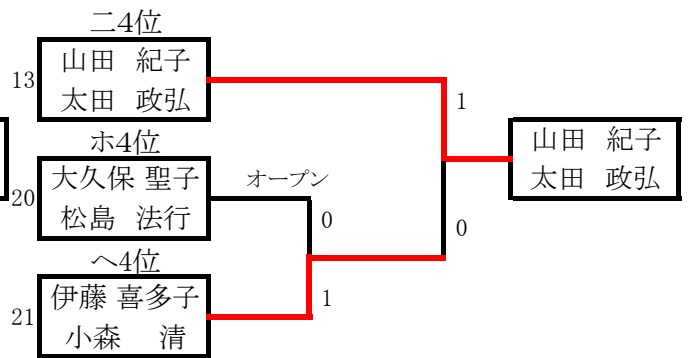 ニ4位
13
山田 紀子
太田 政弘
1
山田 紀子
太田 政弘
ホ4位
20
大久保 聖子
松島 法行
オープン
0
0
ヘ4位
21
伊藤 喜多子
小森 清
1